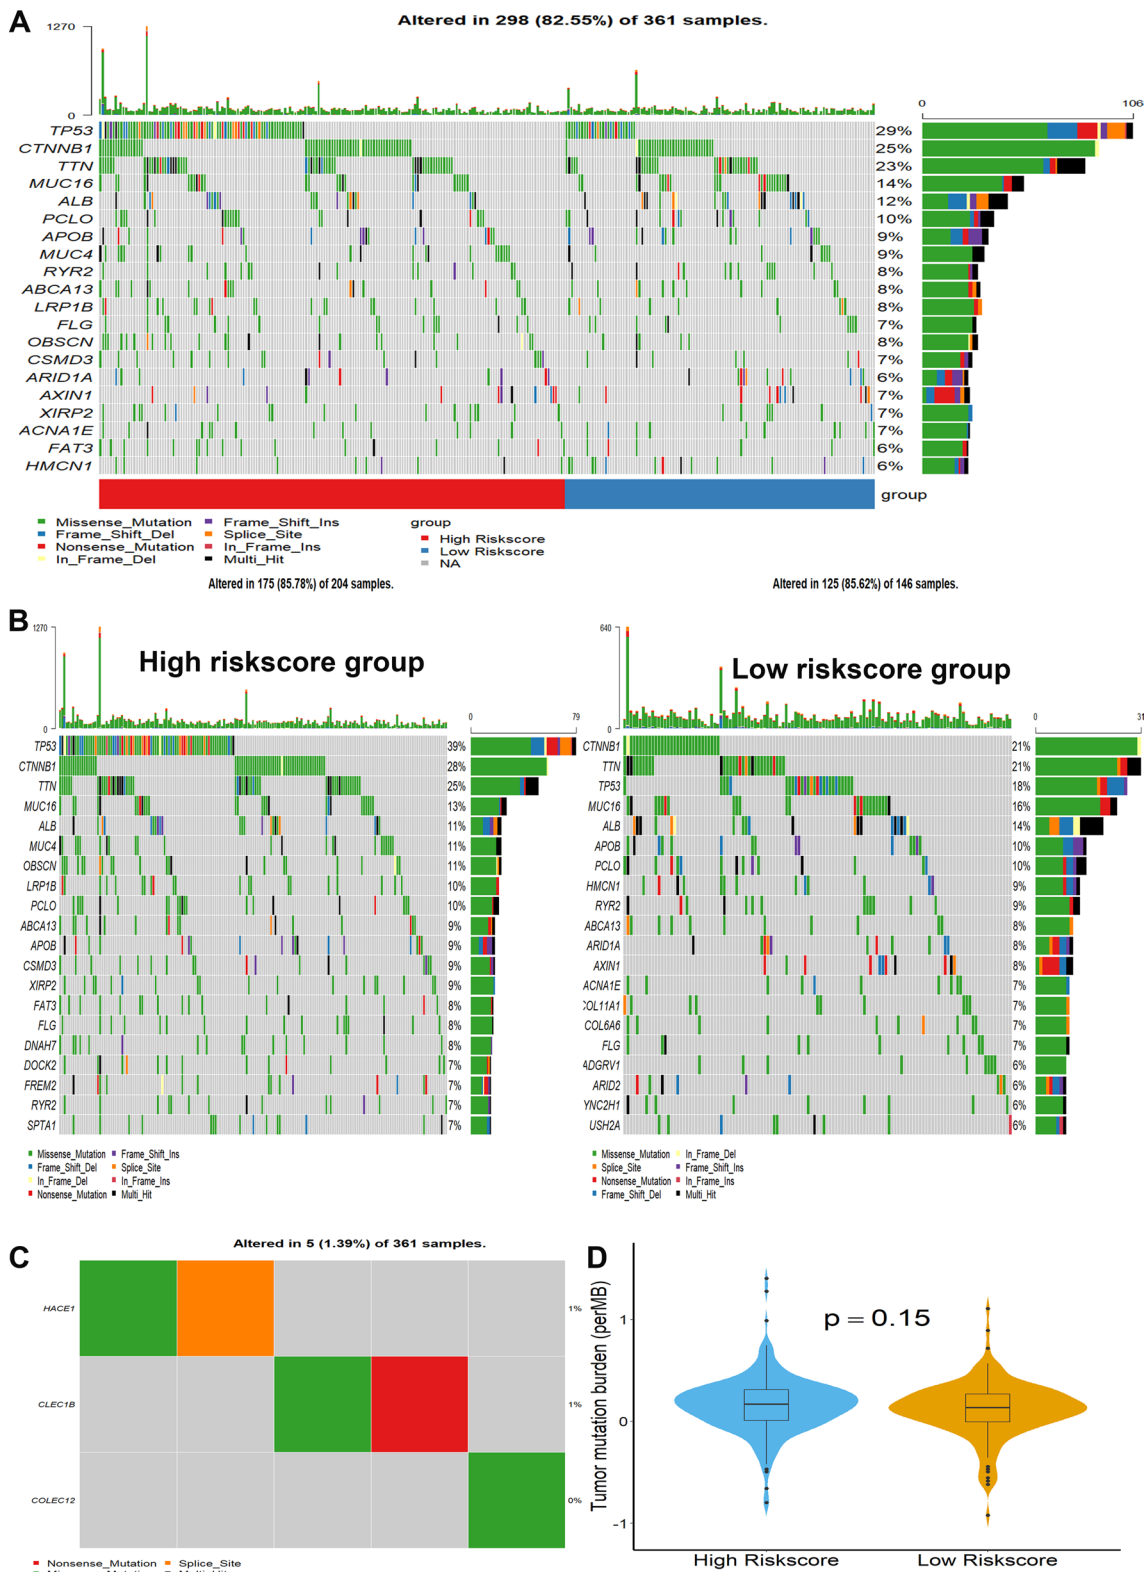 A
Altered in 298 (82.55%) of 361 samples.
1270
0
0 106
TP53 29%
CTNNB1 25%
TTN 23%
MUC16 14%
ALB 12%
PCLO 10%
APOB 9%
MUC4 9%
RYR2 8%
ABCA13 8%
LRP1B 8%
FLG 7%
OBSCN 8%
CSMD3 7%
ARID1A 6%
AXIN1 7%
XIRP2 7%
ACNA1E 7%
FAT3 6%
HMCN1 6%
group
Missense_Mutation Frame_Shift_Ins group
Frame_Shift_Del Splice_Site High Riskscore
Nonsense_Mutation In_Frame_Ins Low Riskscore
In_Frame_Del Multi_Hit NA
Altered in 175 (85.78%) of 204 samples.
Altered in 125 (85.62%) of 146 samples.
B
1270
0
High riskscore group
0 79
TP53 39%
CTNNB1 28%
TTN 25%
MUC16 13%
ALB 11%
MUC4 11%
OBSCN 11%
LRP1B 10%
PCLO 10%
ABCA13 9%
APOB 9%
CSMD3 9%
XIRP2 9%
FAT3 8%
FLG 8%
DNAH7 8%
DOCK2 7%
FREM2 7%
RYR2 7%
SPTA1 7%
Missense_Mutation Frame_Shift_Ins
Frame_Shift_Del Splice_Site
In_Frame_Del In_Frame_Ins
Nonsense_Mutation Multi_Hit
640
0
Low riskscore group
0 31
CTNNB1 21%
TTN 21%
TP53 18%
MUC16 16%
ALB 14%
APOB 10%
PCLO 10%
HMCN1 9%
RYR2 9%
ABCA13 8%
ARID1A 8%
AXIN1 8%
ACNA1E 7%
COL11A1 7%
COL6A6 7%
FLG 7%
ADGRV1 6%
ARID2 6%
YNC2H1 6%
USH2A 6%
Missense_Mutation In_Frame_Del
Splice_Site Frame_Shift_Ins
Nonsense_Mutation In_Frame_Ins
Frame_Shift_Del Multi_Hit
C
Altered in 5 (1.39%) of 361 samples.
HACE1 1%
CLEC1B 1%
COLEC12 0%
Nonsense_Mutation Splice_Site
D
Tumor mutation burden (perMB)
1
0
-1
p = 0.15
High Riskscore Low Riskscore